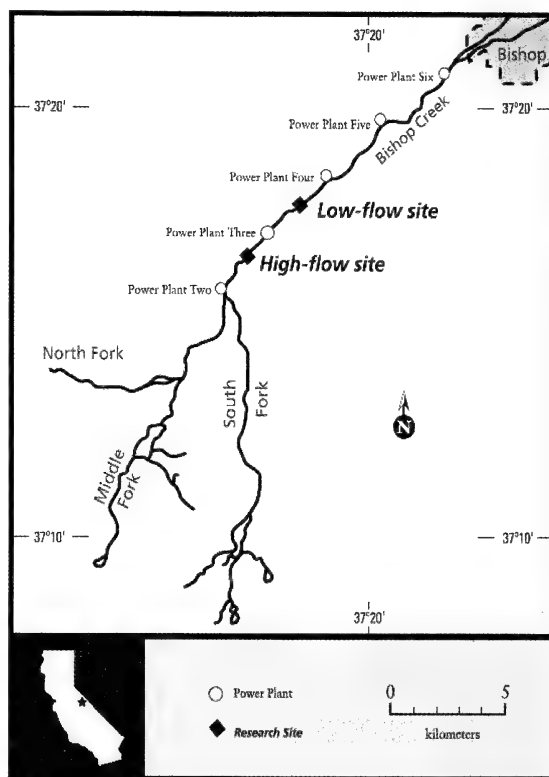 37°20'
Bishop
Power Plant Six
37°20'
37°20'
Power Plant Five
Bishop Creek
Power Plant Four
Low-flow site
Power Plant Three
High-flow site
Power Plant Two
North Fork
South
Fork
N
Middle
Fork
37°10'
37°10'
37°20'
Power Plant
0 5
Research Site
kilometers